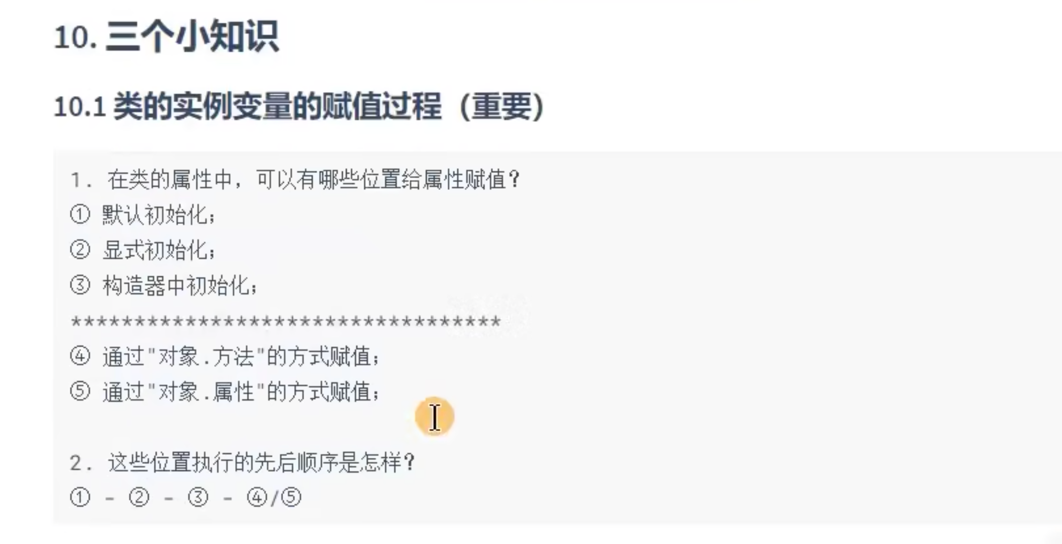 10. 三个小知识
10.1 类的实例变量的赋值过程（重要）
1. 在类的属性中，可以有哪些位置给属性赋值？
① 默认初始化；
② 显式初始化；
③ 构造器中初始化；
**********************************
④ 通过"对象.方法"的方式赋值；
⑤ 通过"对象.属性"的方式赋值；
2. 这些位置执行的先后顺序是怎样？
① - ② - ③ - ④/⑤